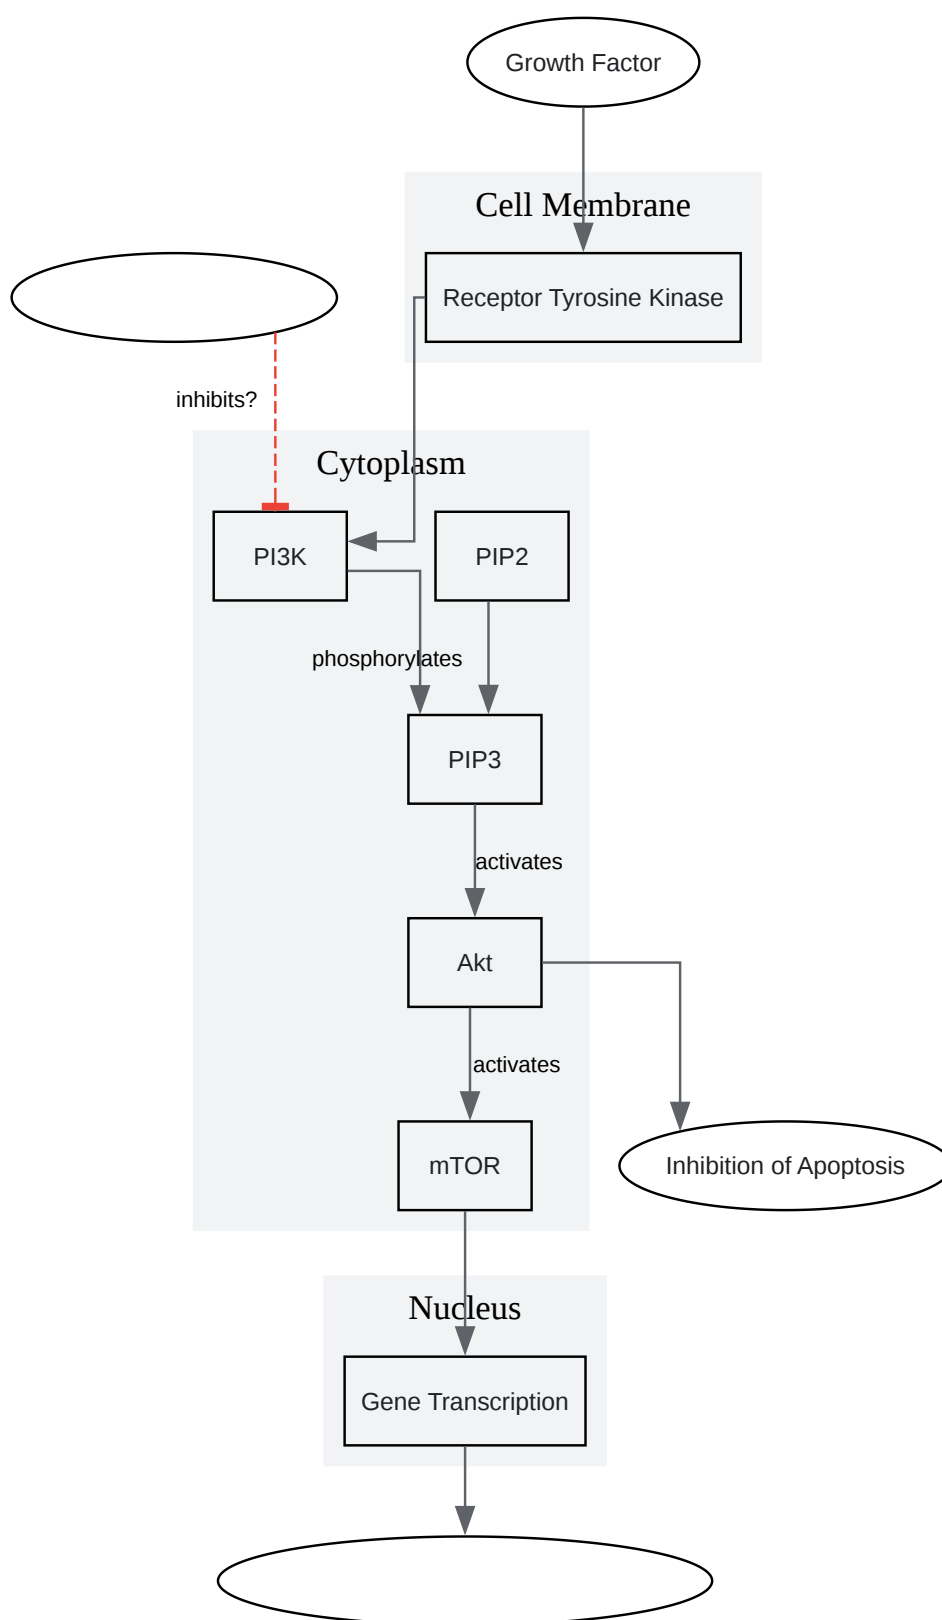 Growth Factor
Cell Membrane
Receptor Tyrosine Kinase
inhibits?
Cytoplasm
PI3K
PIP2
phosphorylates
PIP3
activates
Akt
activates
mTOR
Inhibition of Apoptosis
Nucleus
Gene Transcription